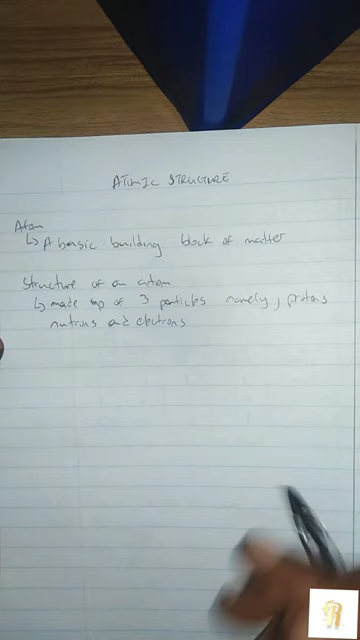 ATOMIC STRUCTURE
Atom
↳ A basic building block of matter
Structure of an atom
↳ made up of 3 particles namely, protons
nutrons and electrons